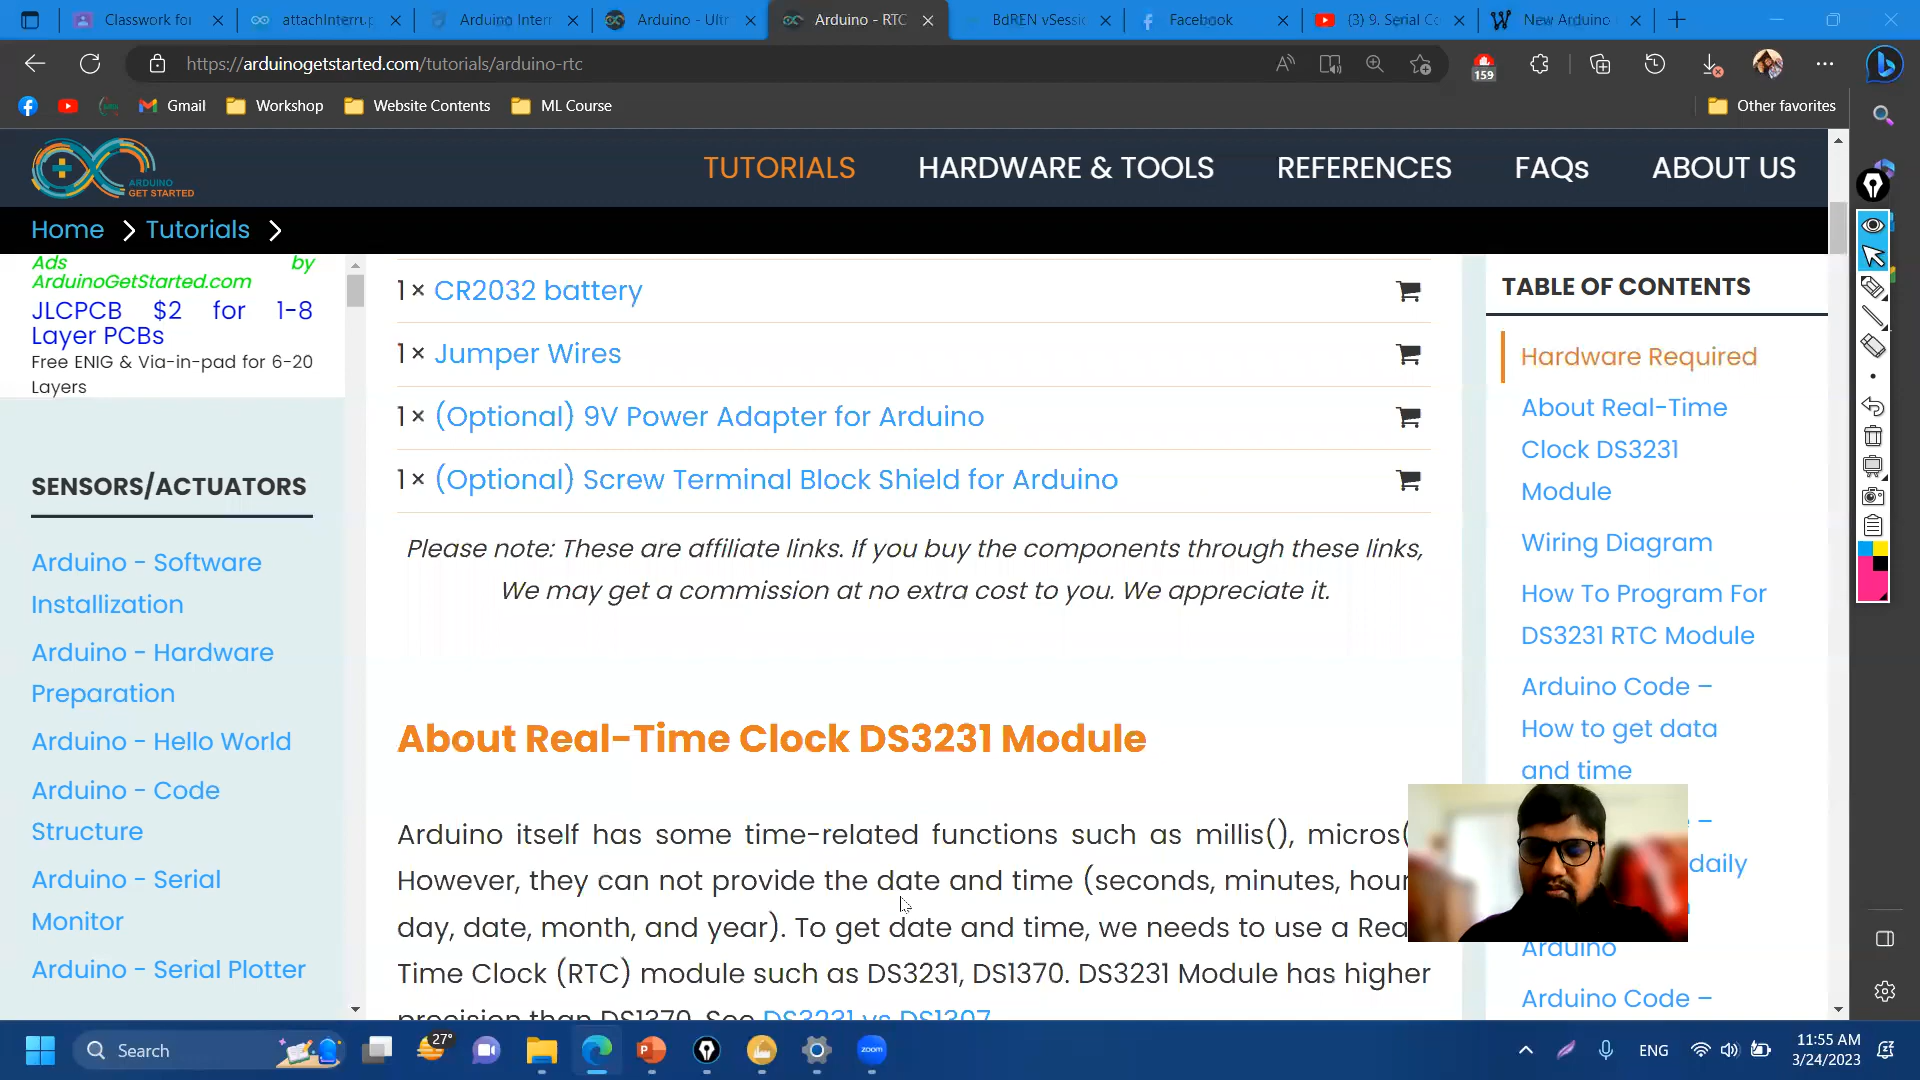 Classwork for
attachInterrup
Arduino Interr
Arduino - Ultr
Arduino - RTC
BdREN vSessic
Facebook
(3) 9. Serial Co
New Arduino
https://arduinogetstarted.com/tutorials/arduino-rtc
159
Gmail
Workshop
Website Contents
ML Course
Other favorites
ARDUINO
GET STARTED
TUTORIALS
HARDWARE & TOOLS
REFERENCES
FAQs
ABOUT US
Home
Tutorials
Ads by
ArduinoGetStarted.com
JLCPCB $2 for 1-8
Layer PCBs
Free ENIG & Via-in-pad for 6-20
Layers
SENSORS/ACTUATORS
Arduino - Software
Installization
Arduino - Hardware
Preparation
Arduino - Hello World
Arduino - Code
Structure
Arduino - Serial
Monitor
Arduino - Serial Plotter
1 × CR2032 battery
1 × Jumper Wires
1 × (Optional) 9V Power Adapter for Arduino
1 × (Optional) Screw Terminal Block Shield for Arduino
Please note: These are affiliate links. If you buy the components through these links,
We may get a commission at no extra cost to you. We appreciate it.
About Real-Time Clock DS3231 Module
Arduino itself has some time-related functions such as millis(), micros(
However, they can not provide the date and time (seconds, minutes, hour
day, date, month, and year). To get date and time, we needs to use a Rea
Time Clock (RTC) module such as DS3231, DS1370. DS3231 Module has higher
precision than DS1370. See DS3231 vs DS1307
TABLE OF CONTENTS
Hardware Required
About Real-Time
Clock DS3231
Module
Wiring Diagram
How To Program For
DS3231 RTC Module
Arduino Code –
How to get data
and time
–
daily
Arduino
Arduino Code –
Search
27°
zoom
ENG
11:55 AM
3/24/2023